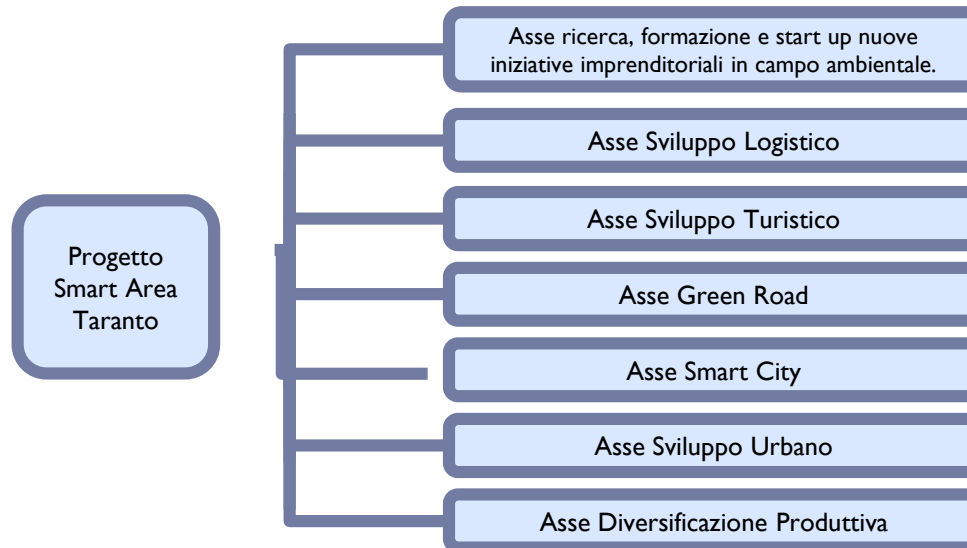 Asse ricerca, formazione e start up nuove
iniziative imprenditoriali in campo ambientale.
Asse Sviluppo Logistico
Asse Sviluppo Turistico
Progetto
Smart Area
Taranto
Asse Green Road
Asse Smart City
Asse Sviluppo Urbano
Asse Diversificazione Produttiva